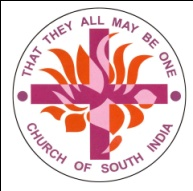 THAT THEY ALL MAY BE ONE
CHURCH OF SOUTH INDIA